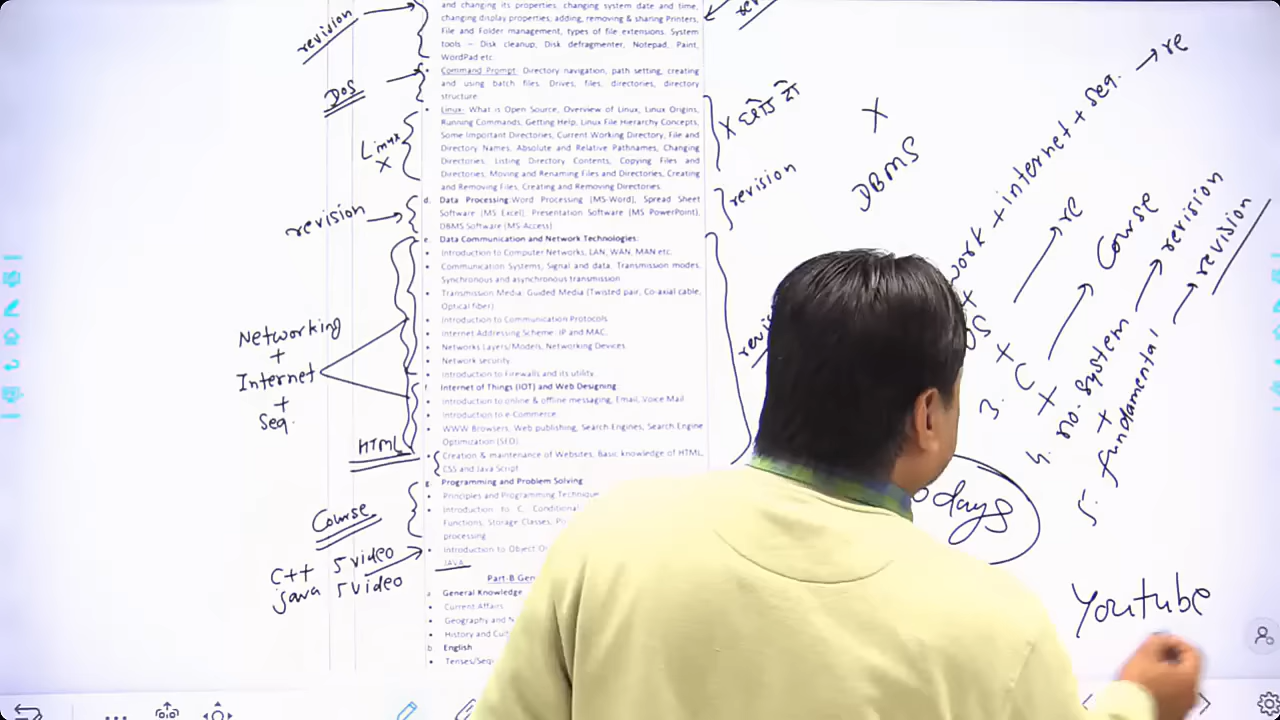 and changing its properties, changing system date and time,
changing display properties, adding, removing & sharing Printers,
File and Folder management, types of file extensions. System
tools – Disk cleanup, Disk defragmenter, Notepad, Paint,
WordPad etc
Command Prompt: Directory navigation, path setting, creating
and using batch files. Drives, files, directories, directory
structure.
Linux: What is Open Source, Overview of Linux, Linux Origins,
Running Commands, Getting Help, Linux File Hierarchy Concepts,
Some Important Directories, Current Working Directory, File and
Directory Names, Absolute and Relative Pathnames, Changing
Directories, Listing Directory Contents, Copying Files and
Directories, Moving and Renaming Files and Directories, Creating
and Removing Files, Creating and Removing Directories.
d. Data Processing Word Processing (MS-Word), Spread Sheet
Software (MS Excel), Presentation Software (MS PowerPoint),
DBMS Software (MS-Access)
e. Data Communication and Network Technologies:
Introduction to Computer Networks, LAN, WAN, MAN etc.
Communication Systems, Signal and data. Transmission modes,
Synchronous and asynchronous transmission
Transmission Media: Guided Media (Twisted pair, Co-axial cable,
Optical fiber)
Introduction to Communication Protocols.
Internet Addressing Scheme: IP and MAC.
Networks Layers/Models, Networking Devices.
Network security.
Introduction to Firewalls and its utility.
f. Internet of Things (IOT) and Web Designing:
Introduction to online & offline messaging, Email, Voice Mail
Introduction to e-Commerce.
WWW Browsers, Web publishing, Search Engines, Search Engine
Optimization (SEO).
Creation & maintenance of Websites, Basic knowledge of HTML,
CSS and Java Script
g. Programming and Problem Solving
Principles and Programming Technique
Introduction to C, Conditional
Functions, Storage Classes,
processing
Introduction to Object
JAVA.
Part-B
a. General Knowledge
Current Affairs
Geography and
History and
b. English
revision
DOS
Linux
X
revision
Networking
+
Internet
+
Seq.
HTML
Course
C++ 5 video
java 5 video
X
revision
X
DBMS
work + internet + seq. → re
OS → re
+
3. C → Course
+
4. no. system → revision
+
5. fundamental → revision
days
Youtube